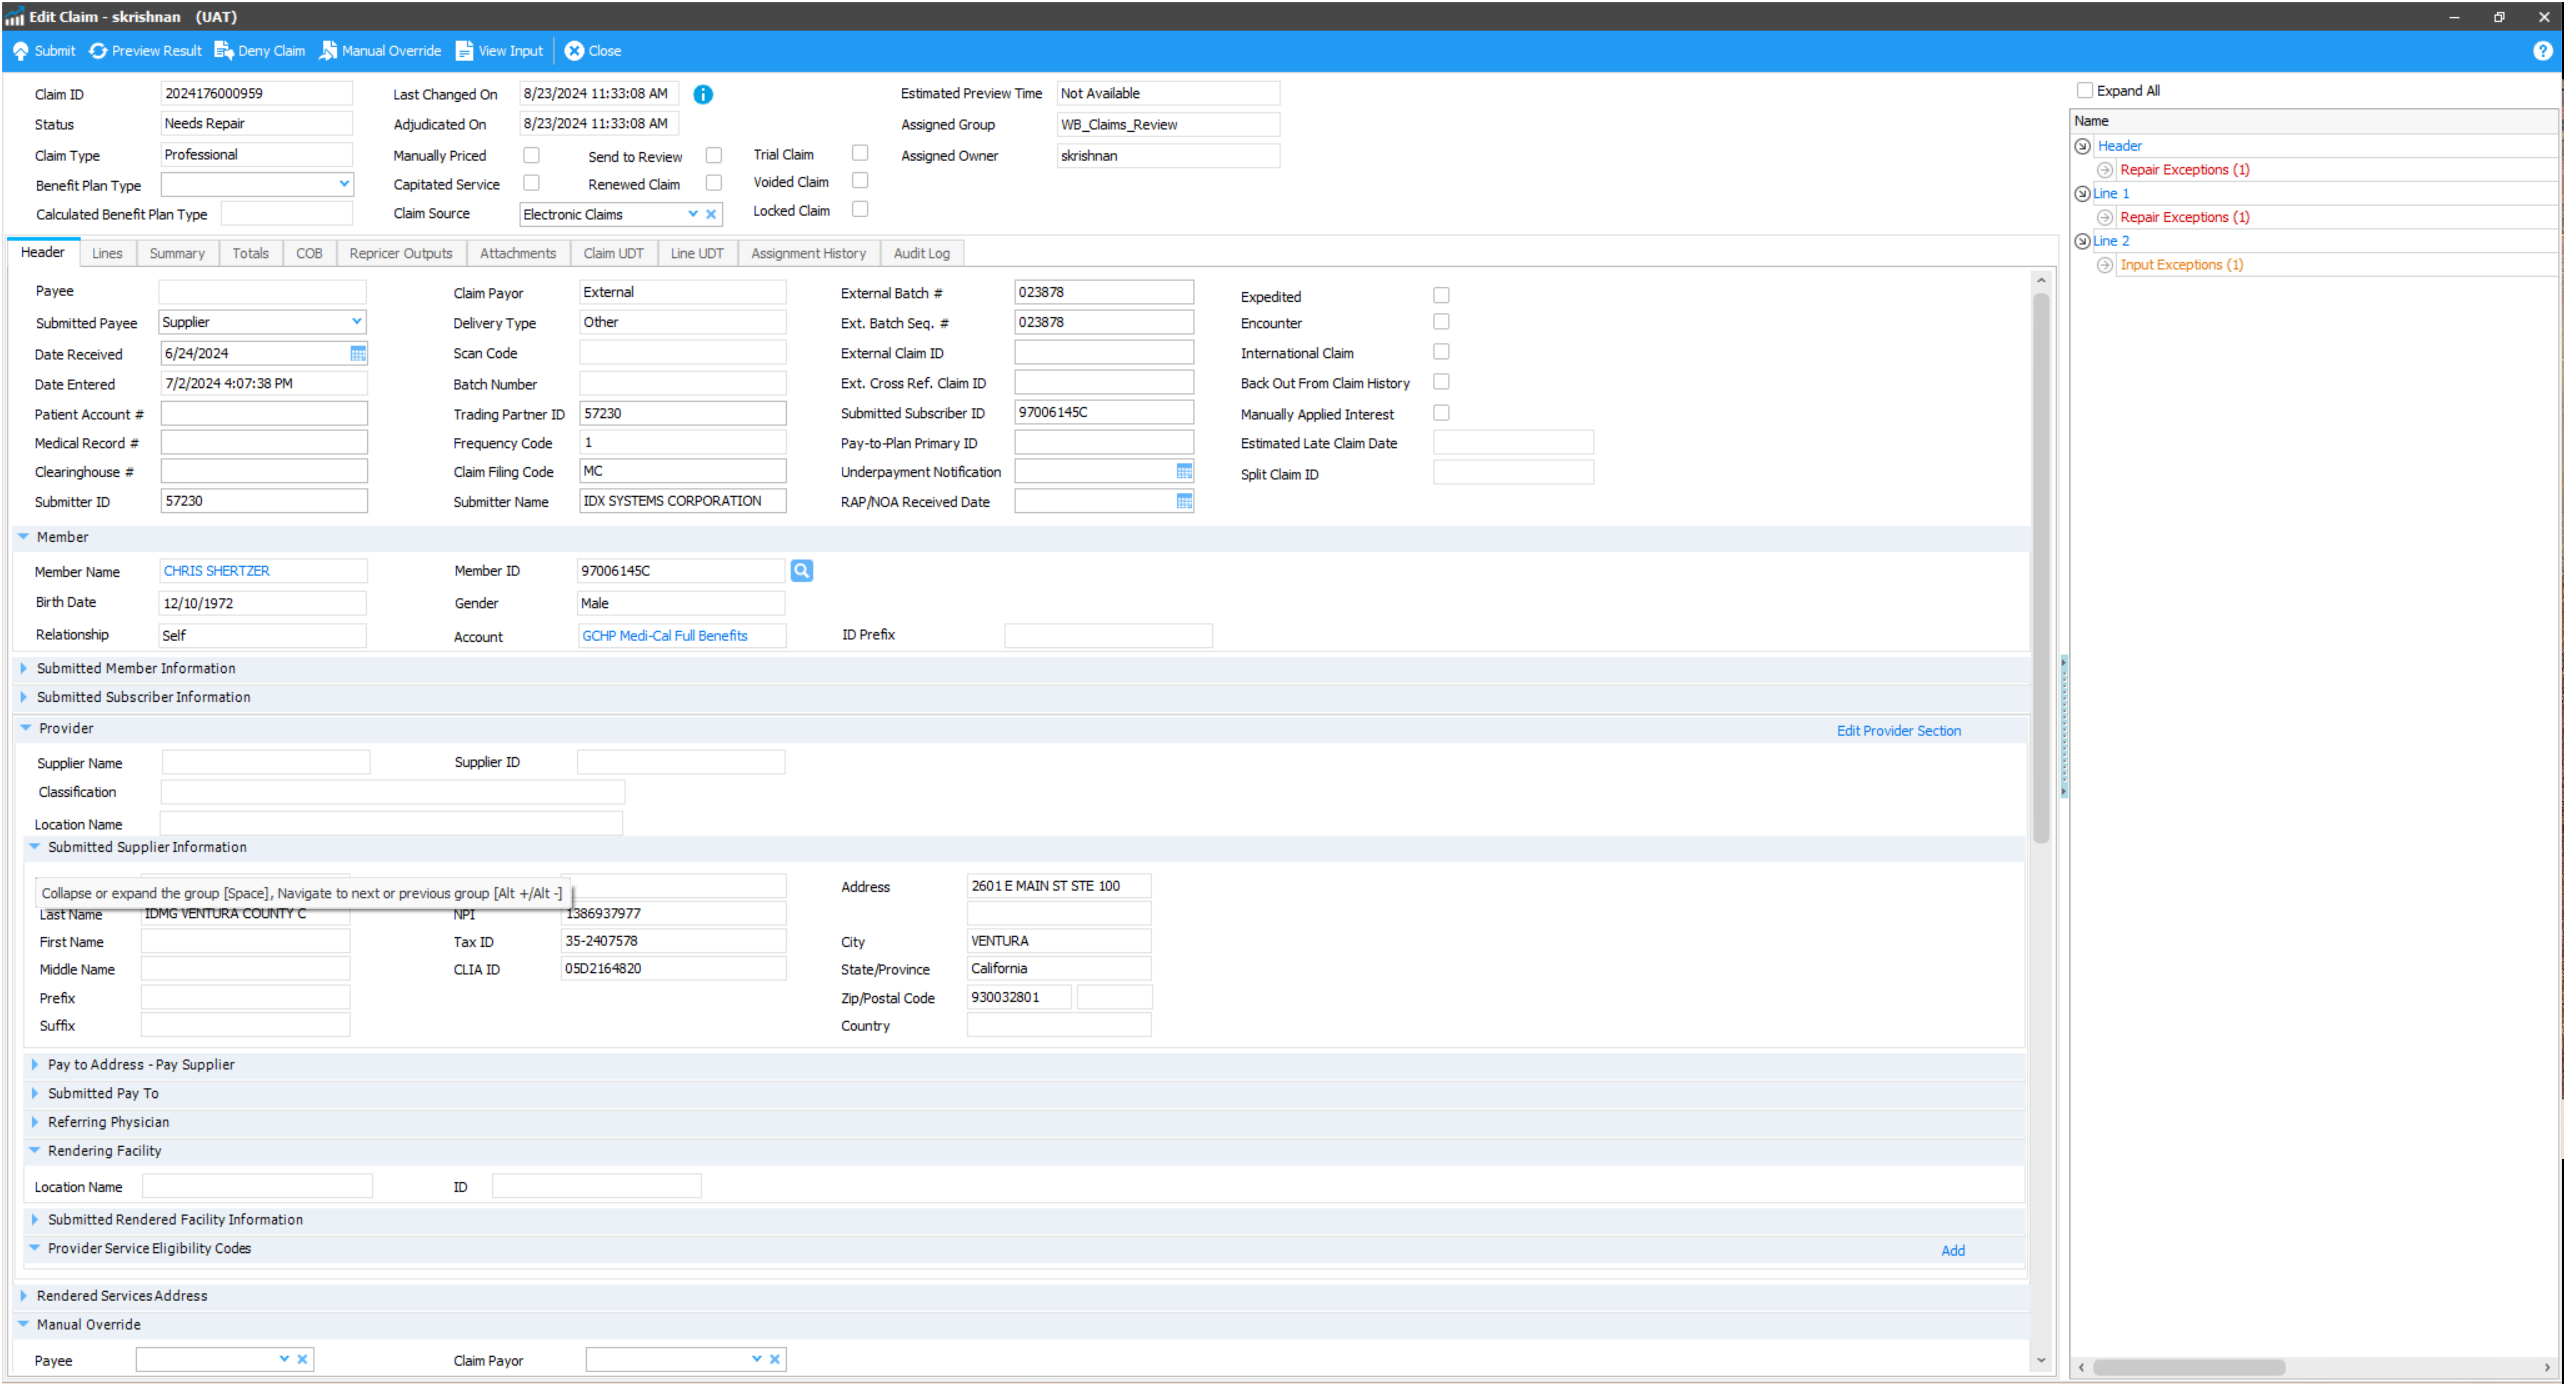 Edit Claim - skrishnan (UAT)
Submit Preview Result Deny Claim Manual Override View Input Close
Claim ID 2024176000959 Last Changed On 8/23/2024 11:33:08 AM Estimated Preview Time Not Available
Status Needs Repair Adjudicated On 8/23/2024 11:33:08 AM Assigned Group WB_Claims_Review
Claim Type Professional Manually Priced Send to Review Trial Claim Assigned Owner skrishnan
Benefit Plan Type Capitated Service Renewed Claim Voided Claim
Calculated Benefit Plan Type Claim Source Electronic Claims Locked Claim
Header Lines Summary Totals COB Repricer Outputs Attachments Claim UDT Line UDT Assignment History Audit Log
Payee Claim Payor External External Batch # 023878 Expedited
Submitted Payee Supplier Delivery Type Other Ext. Batch Seq. # 023878 Encounter
Date Received 6/24/2024 Scan Code External Claim ID International Claim
Date Entered 7/2/2024 4:07:38 PM Batch Number Ext. Cross Ref. Claim ID Back Out From Claim History
Patient Account # Trading Partner ID 57230 Submitted Subscriber ID 97006145C Manually Applied Interest
Medical Record # Frequency Code 1 Pay-to-Plan Primary ID Estimated Late Claim Date
Clearinghouse # Claim Filing Code MC Underpayment Notification Split Claim ID
Submitter ID 57230 Submitter Name IDX SYSTEMS CORPORATION RAP/NOA Received Date
Member
Member Name CHRIS SHERTZER Member ID 97006145C
Birth Date 12/10/1972 Gender Male
Relationship Self Account GCHP Medi-Cal Full Benefits ID Prefix
Submitted Member Information
Submitted Subscriber Information
Provider Edit Provider Section
Supplier Name Supplier ID
Classification
Location Name
Submitted Supplier Information
Collapse or expand the group [Space], Navigate to next or previous group [Alt +/Alt -] Address 2601 E MAIN ST STE 100
Last Name IDMG VENTURA COUNTY C NPI 1386937977
First Name Tax ID 35-2407578 City VENTURA
Middle Name CLIA ID 05D2164820 State/Province California
Prefix Zip/Postal Code 930032801
Suffix Country
Pay to Address - Pay Supplier
Submitted Pay To
Referring Physician
Rendering Facility
Location Name ID
Submitted Rendered Facility Information
Provider Service Eligibility Codes Add
Rendered Services Address
Manual Override
Payee Claim Payor
Expand All
Name
Header
Repair Exceptions (1)
Line 1
Repair Exceptions (1)
Line 2
Input Exceptions (1)